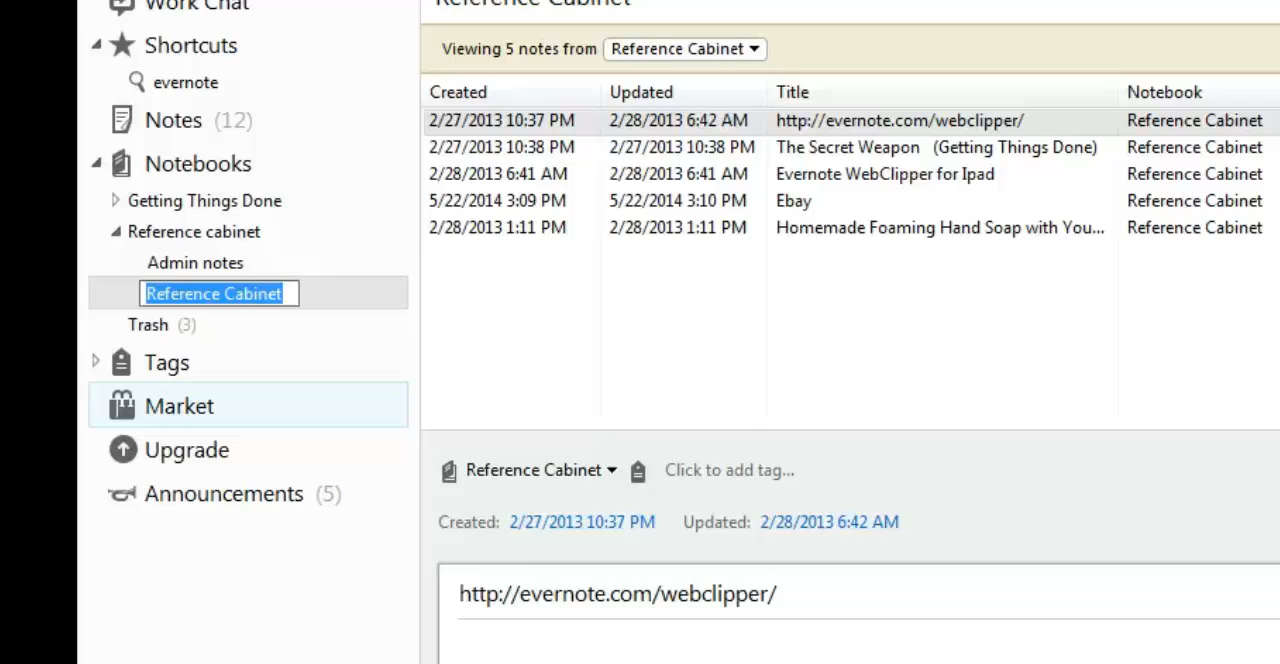 Work Chat
Reference Cabinet
Shortcuts
evernote
Notes (12)
Notebooks
Getting Things Done
Reference cabinet
Admin notes
Reference Cabinet
Trash (3)
Tags
Market
Upgrade
Announcements (5)
Viewing 5 notes from Reference Cabinet
Created Updated Title Notebook
2/27/2013 10:37 PM 2/28/2013 6:42 AM http://evernote.com/webclipper/ Reference Cabinet
2/27/2013 10:38 PM 2/27/2013 10:38 PM The Secret Weapon (Getting Things Done) Reference Cabinet
2/28/2013 6:41 AM 2/28/2013 6:41 AM Evernote WebClipper for Ipad Reference Cabinet
5/22/2014 3:09 PM 5/22/2014 3:10 PM Ebay Reference Cabinet
2/28/2013 1:11 PM 2/28/2013 1:11 PM Homemade Foaming Hand Soap with You... Reference Cabinet
Reference Cabinet Click to add tag...
Created: 2/27/2013 10:37 PM Updated: 2/28/2013 6:42 AM
http://evernote.com/webclipper/